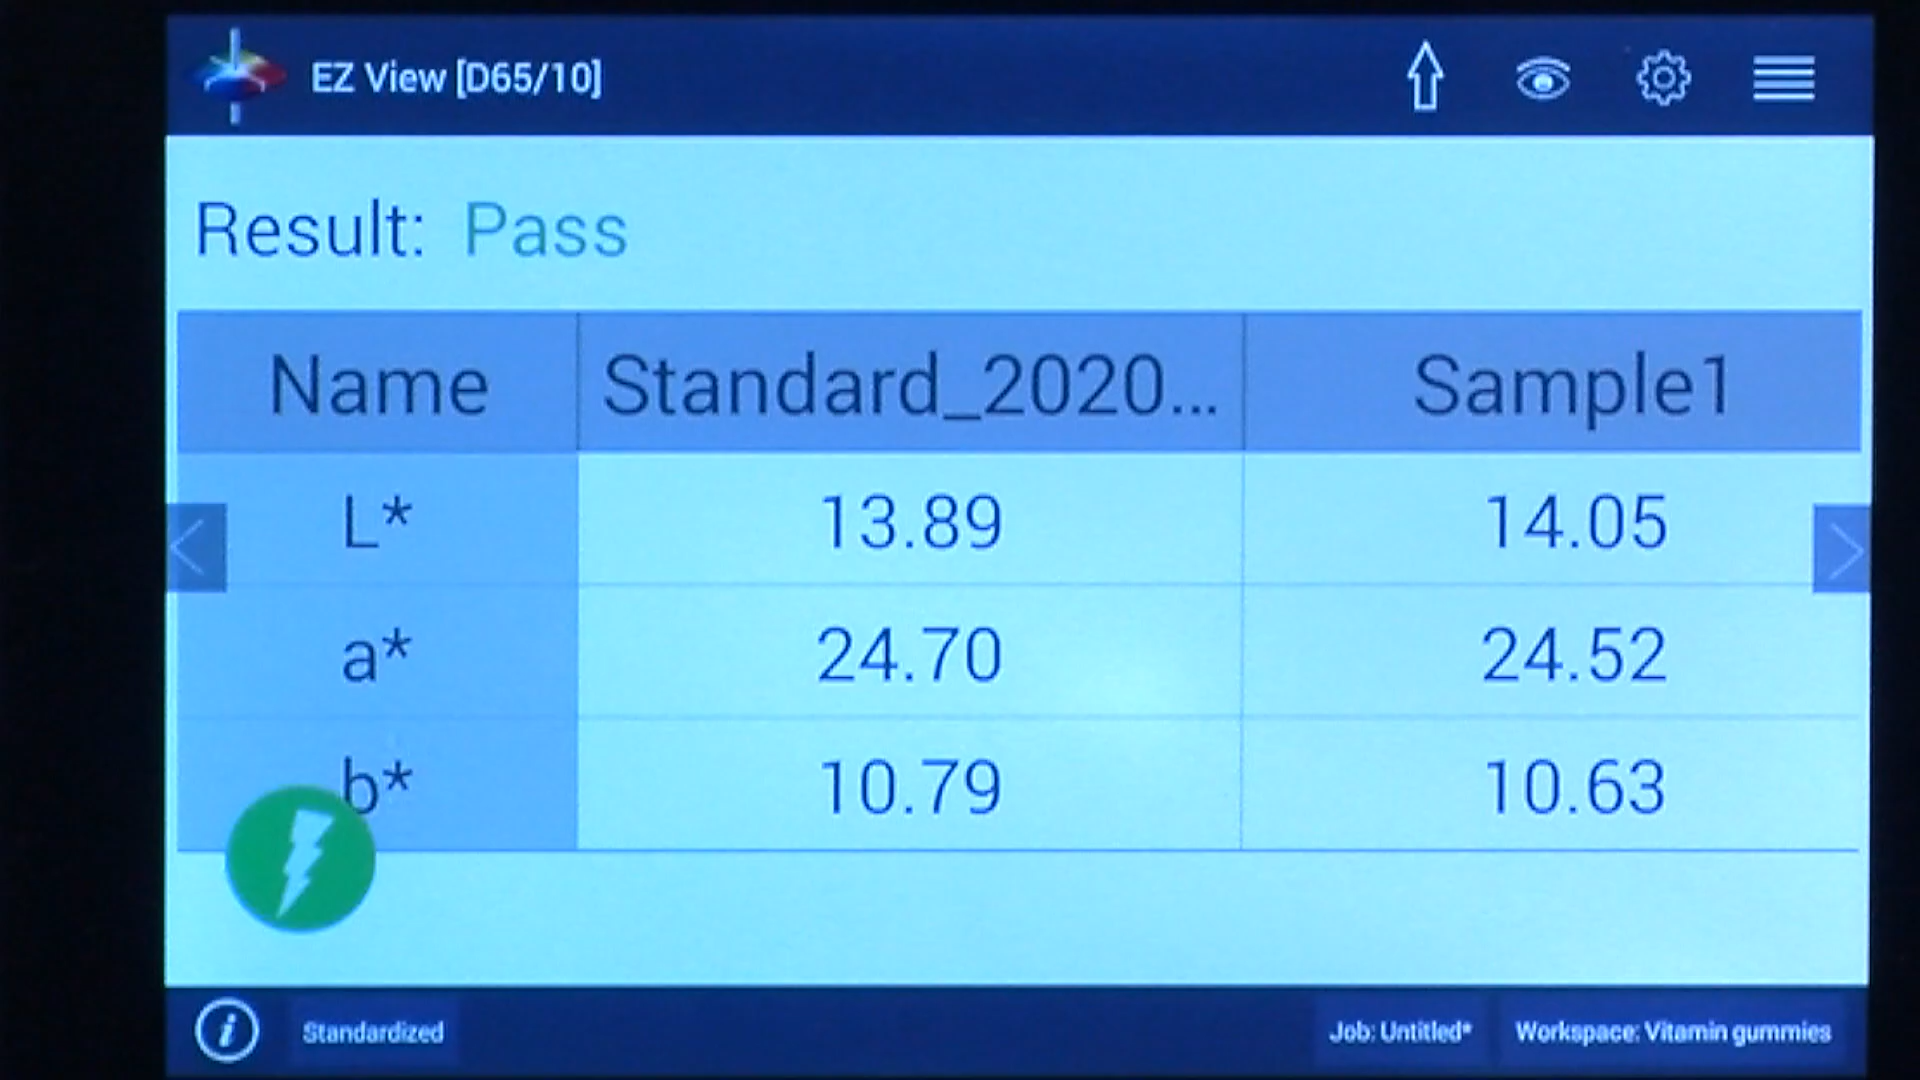 EZ View [D65/10]
Result: Pass
Name Standard_2020... Sample1
L* 13.89 14.05
a* 24.70 24.52
b* 10.79 10.63
i Standardized Job: Untitled* Workspace: Vitamin gummies